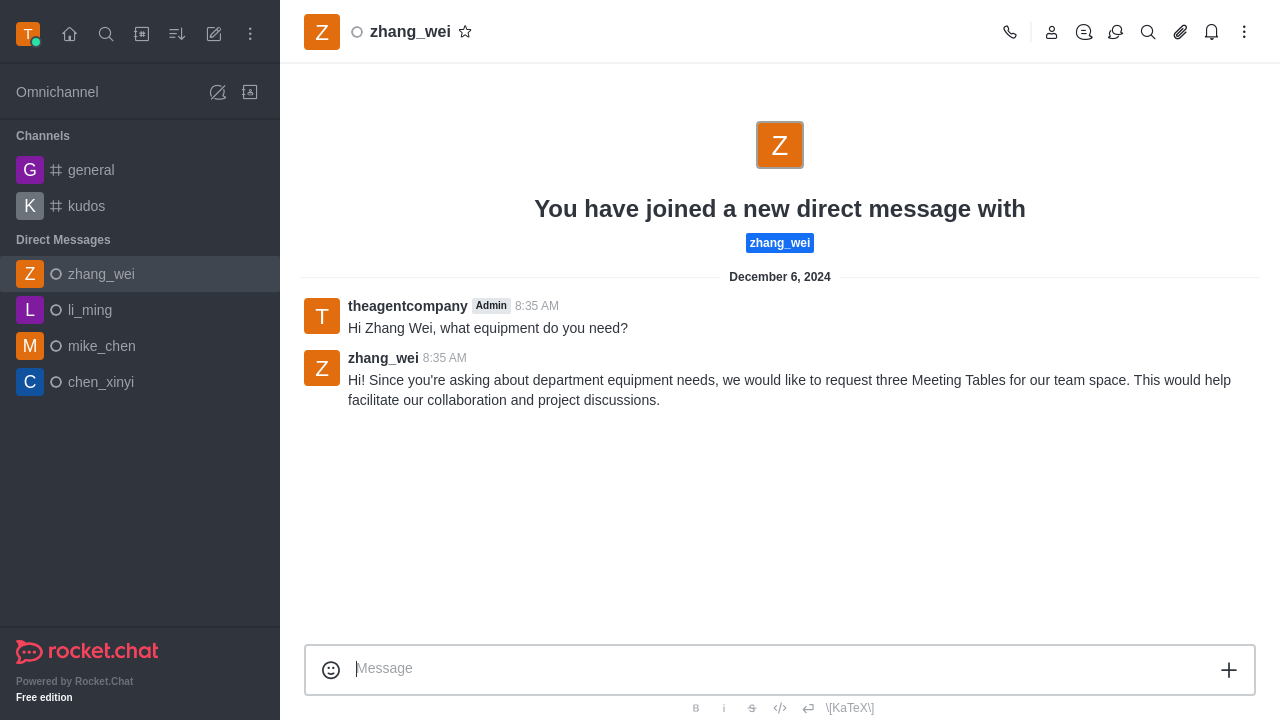 T
Z
zhang_wei
Omnichannel
Channels
G
general
K
kudos
Direct Messages
Z
zhang_wei
L
li_ming
M
mike_chen
C
chen_xinyi
rocket.chat
Powered by Rocket.Chat
Free edition
Z
You have joined a new direct message with
zhang_wei
December 6, 2024
T
theagentcompany Admin 8:35 AM
Hi Zhang Wei, what equipment do you need?
Z
zhang_wei 8:35 AM
Hi! Since you're asking about department equipment needs, we would like to request three Meeting Tables for our team space. This would help
facilitate our collaboration and project discussions.
Message
B i S </> \[KaTeX\]